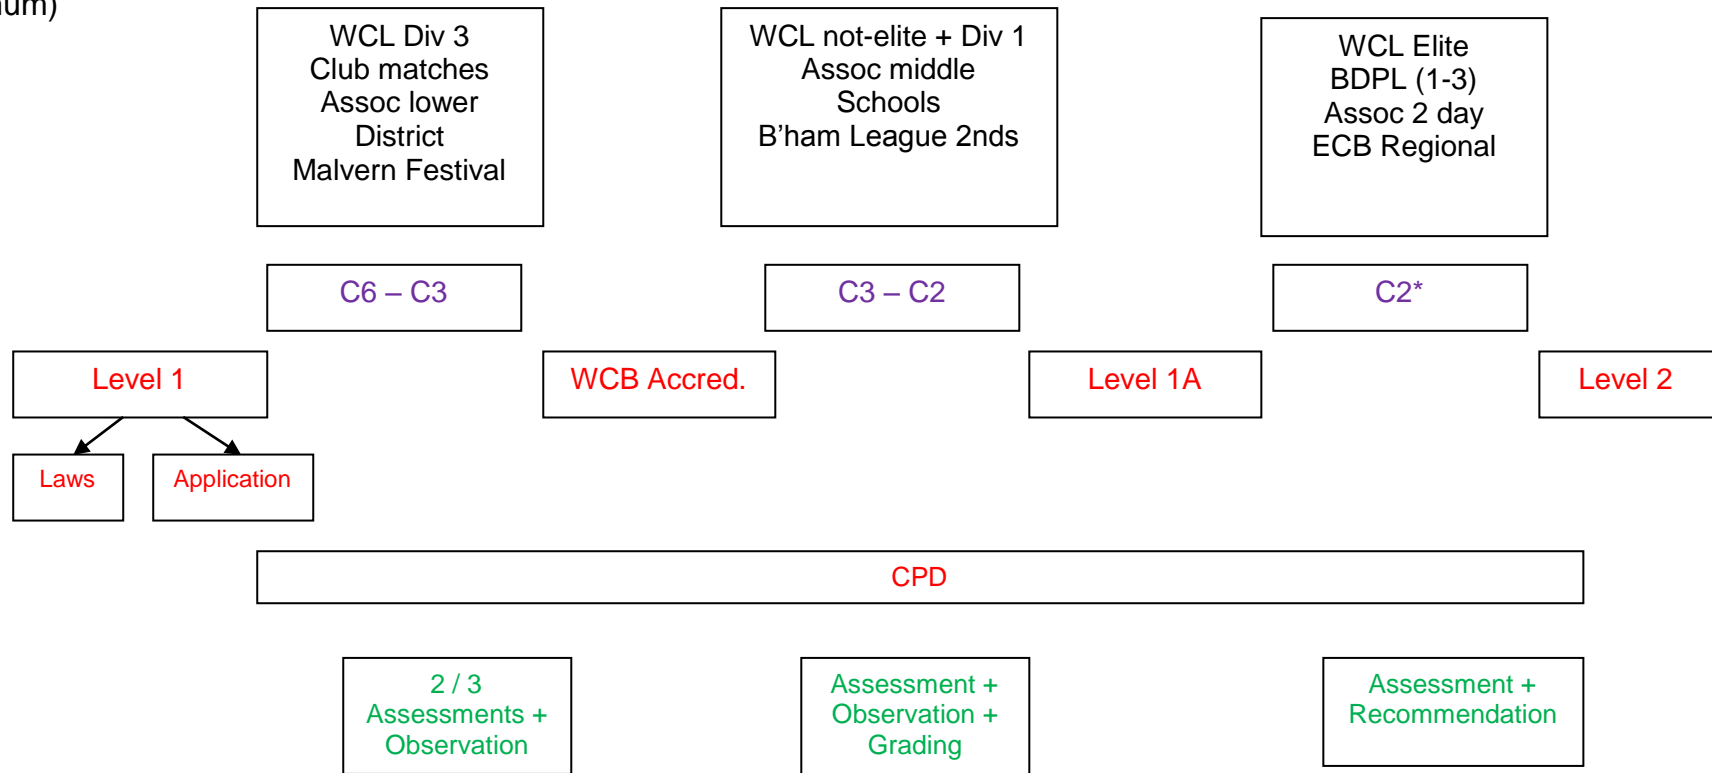 num)
WCL Div 3
Club matches
Assoc lower
District
Malvern Festival
WCL not-elite + Div 1
Assoc middle
Schools
B’ham League 2nds
WCL Elite
BDPL (1-3)
Assoc 2 day
ECB Regional
C6 – C3
C3 – C2
C2*
Level 1
WCB Accred.
Level 1A
Level 2
Laws
Application
CPD
2 / 3
Assessments +
Observation
Assessment +
Observation +
Grading
Assessment +
Recommendation